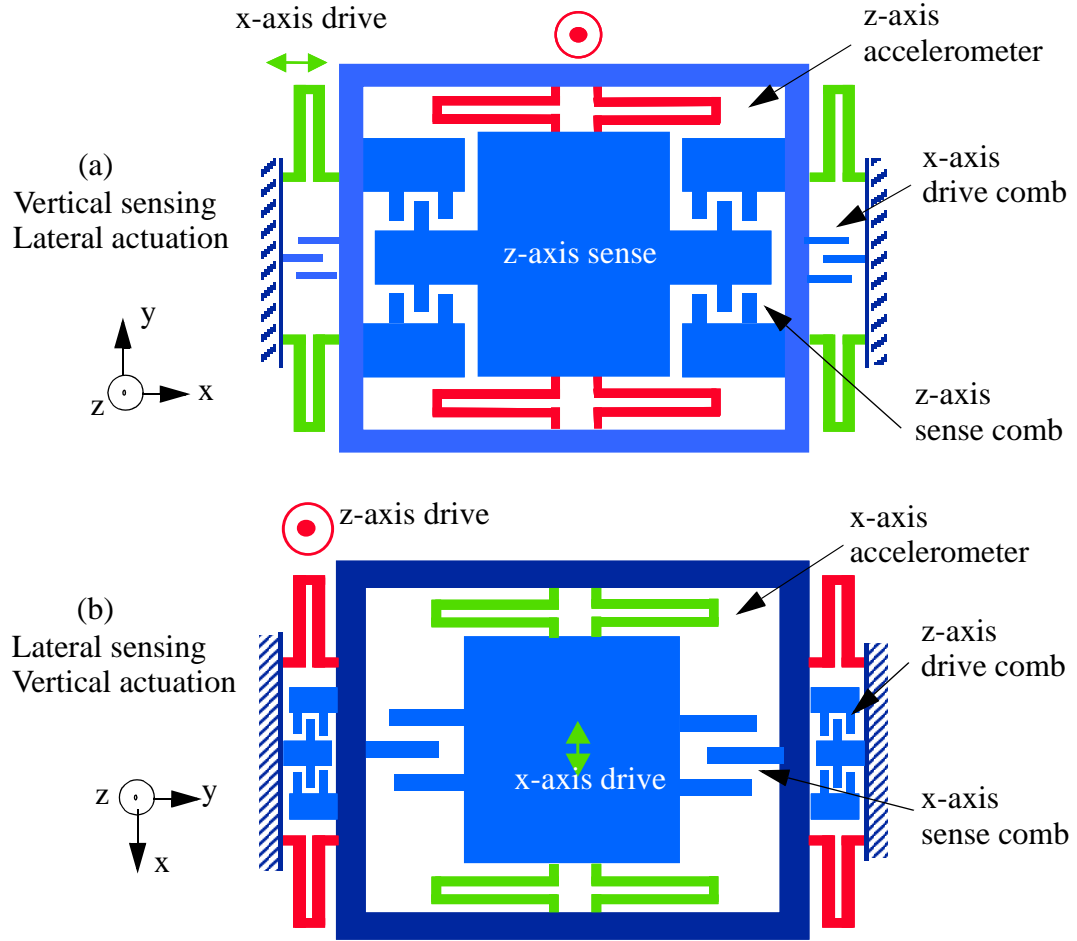 x-axis drive
z-axis
accelerometer
(a)
Vertical sensing
Lateral actuation
x-axis
drive comb
z-axis sense
y
z
x
z-axis
sense comb
z-axis drive
x-axis
accelerometer
(b)
Lateral sensing
Vertical actuation
z-axis
drive comb
x-axis drive
z
y
x
x-axis
sense comb